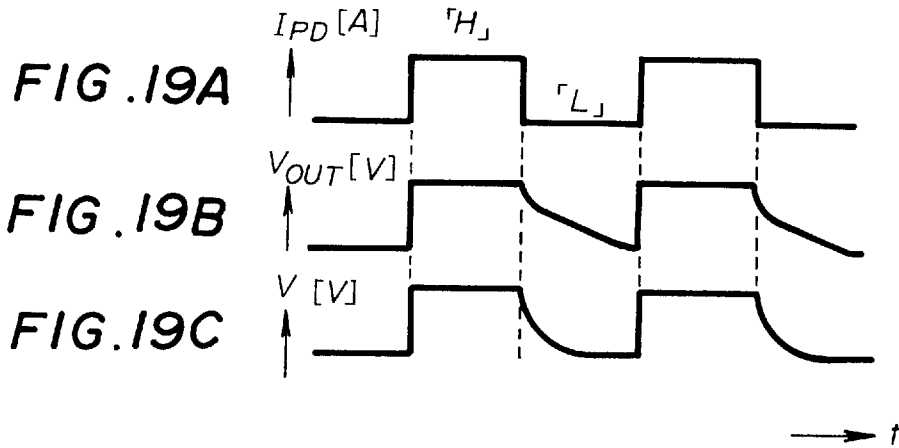 I_PD [A]
「H」
FIG.19A
「L」
V_OUT [V]
FIG.19B
V [V]
FIG.19C
t